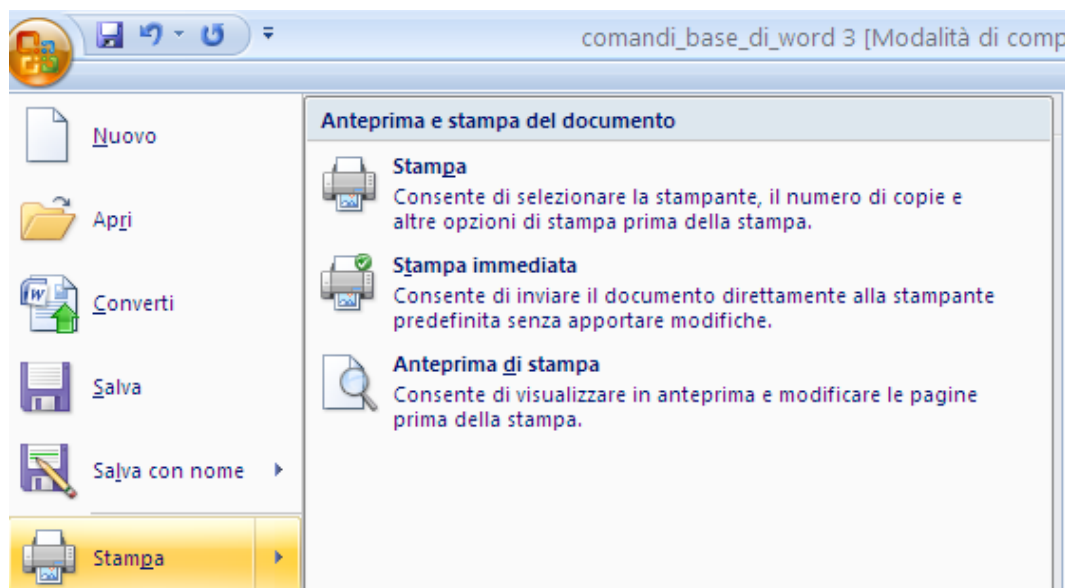 comandi_base_di_word 3 [Modalità di comp
Nuovo
Apri
Converti
Salva
Salva con nome
Stampa
Anteprima e stampa del documento
Stampa
Consente di selezionare la stampante, il numero di copie e
altre opzioni di stampa prima della stampa.
Stampa immediata
Consente di inviare il documento direttamente alla stampante
predefinita senza apportare modifiche.
Anteprima di stampa
Consente di visualizzare in anteprima e modificare le pagine
prima della stampa.